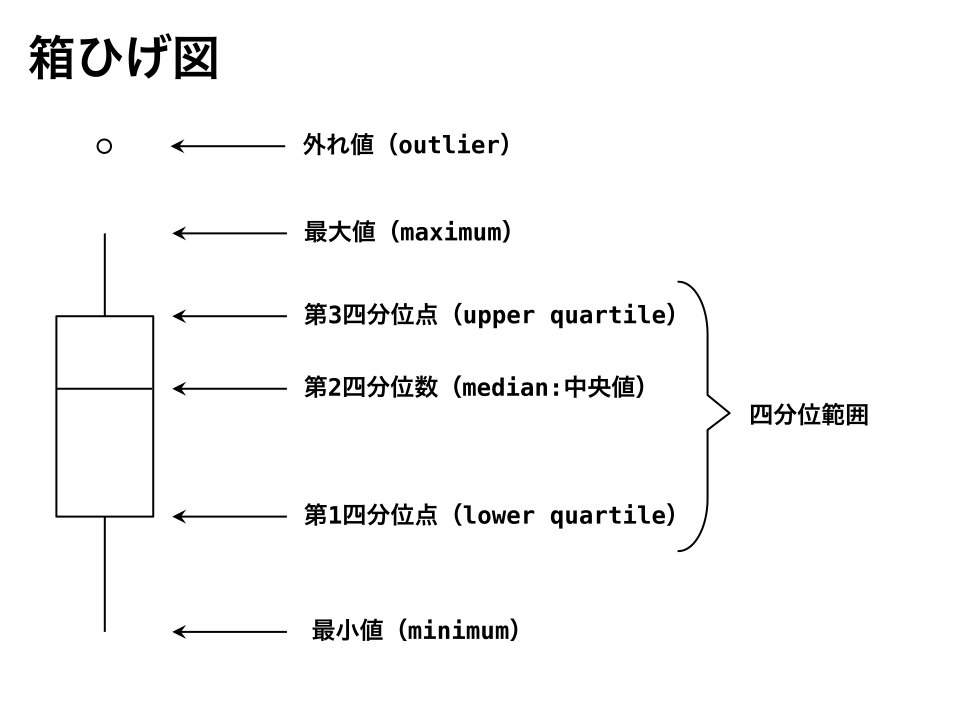 箱ひげ図
外れ値（outlier）
最大値（maximum）
第3四分位点（upper quartile）
第2四分位数（median:中央値）
四分位範囲
第1四分位点（lower quartile）
最小値（minimum）